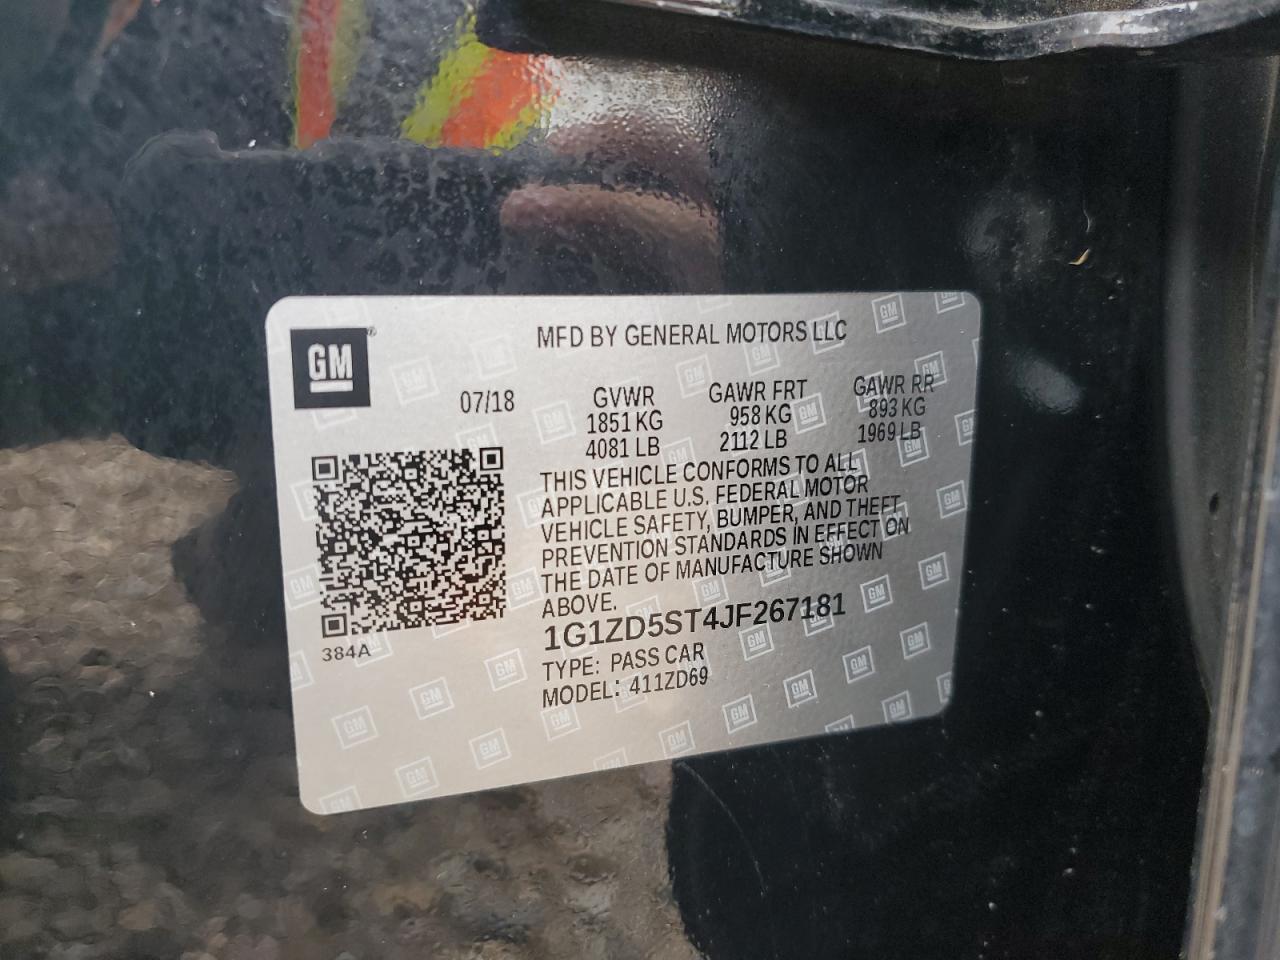 GM ®
MFD BY GENERAL MOTORS LLC
07/18 GVWR GAWR FRT GAWR RR
1851 KG 958 KG 893 KG
4081 LB 2112 LB 1969 LB
THIS VEHICLE CONFORMS TO ALL
APPLICABLE U.S. FEDERAL MOTOR
VEHICLE SAFETY, BUMPER, AND THEFT
PREVENTION STANDARDS IN EFFECT ON
THE DATE OF MANUFACTURE SHOWN
ABOVE.
1G1ZD5ST4JF267181
384A
TYPE: PASS CAR
MODEL: 411ZD69